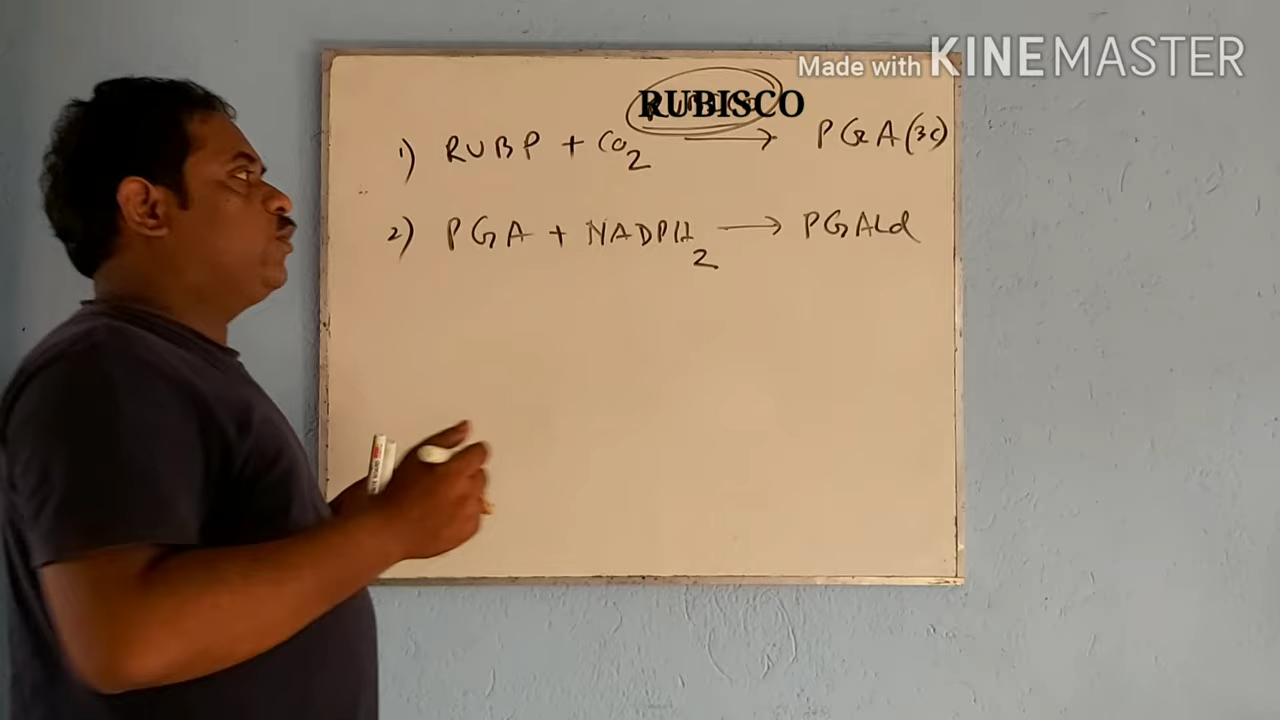 Made with KINEMASTER
RUBISCO
1) RUBP + CO2 → PGA (3C)
2) PGA + NADPH2 → PGALd